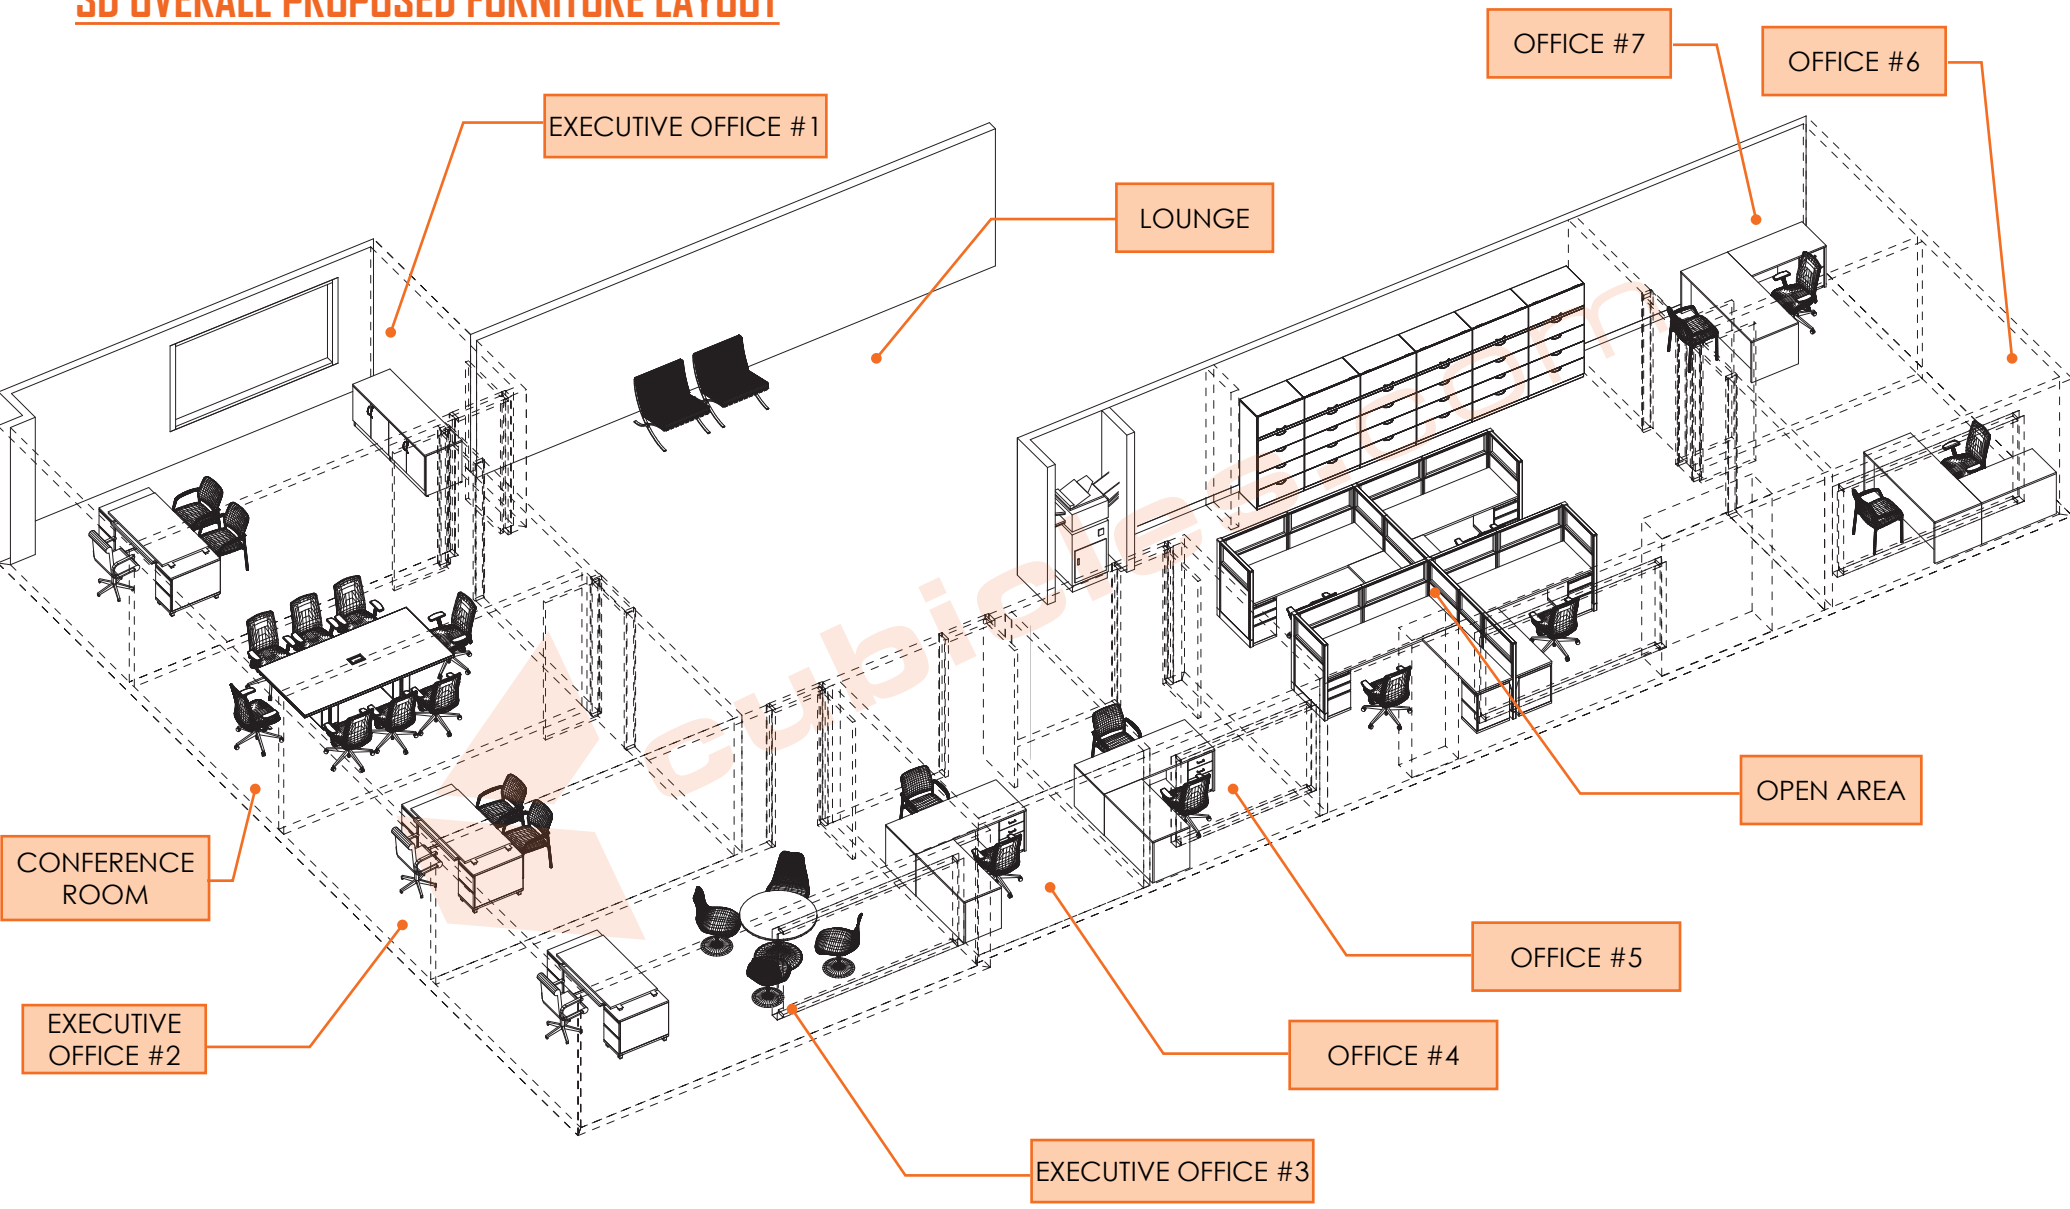 3D OVERALL PROPOSED FURNITURE LAYOUT
OFFICE #7
OFFICE #6
EXECUTIVE OFFICE #1
LOUNGE
cubicles.com
OPEN AREA
CONFERENCE
ROOM
OFFICE #5
EXECUTIVE
OFFICE #2
OFFICE #4
EXECUTIVE OFFICE #3